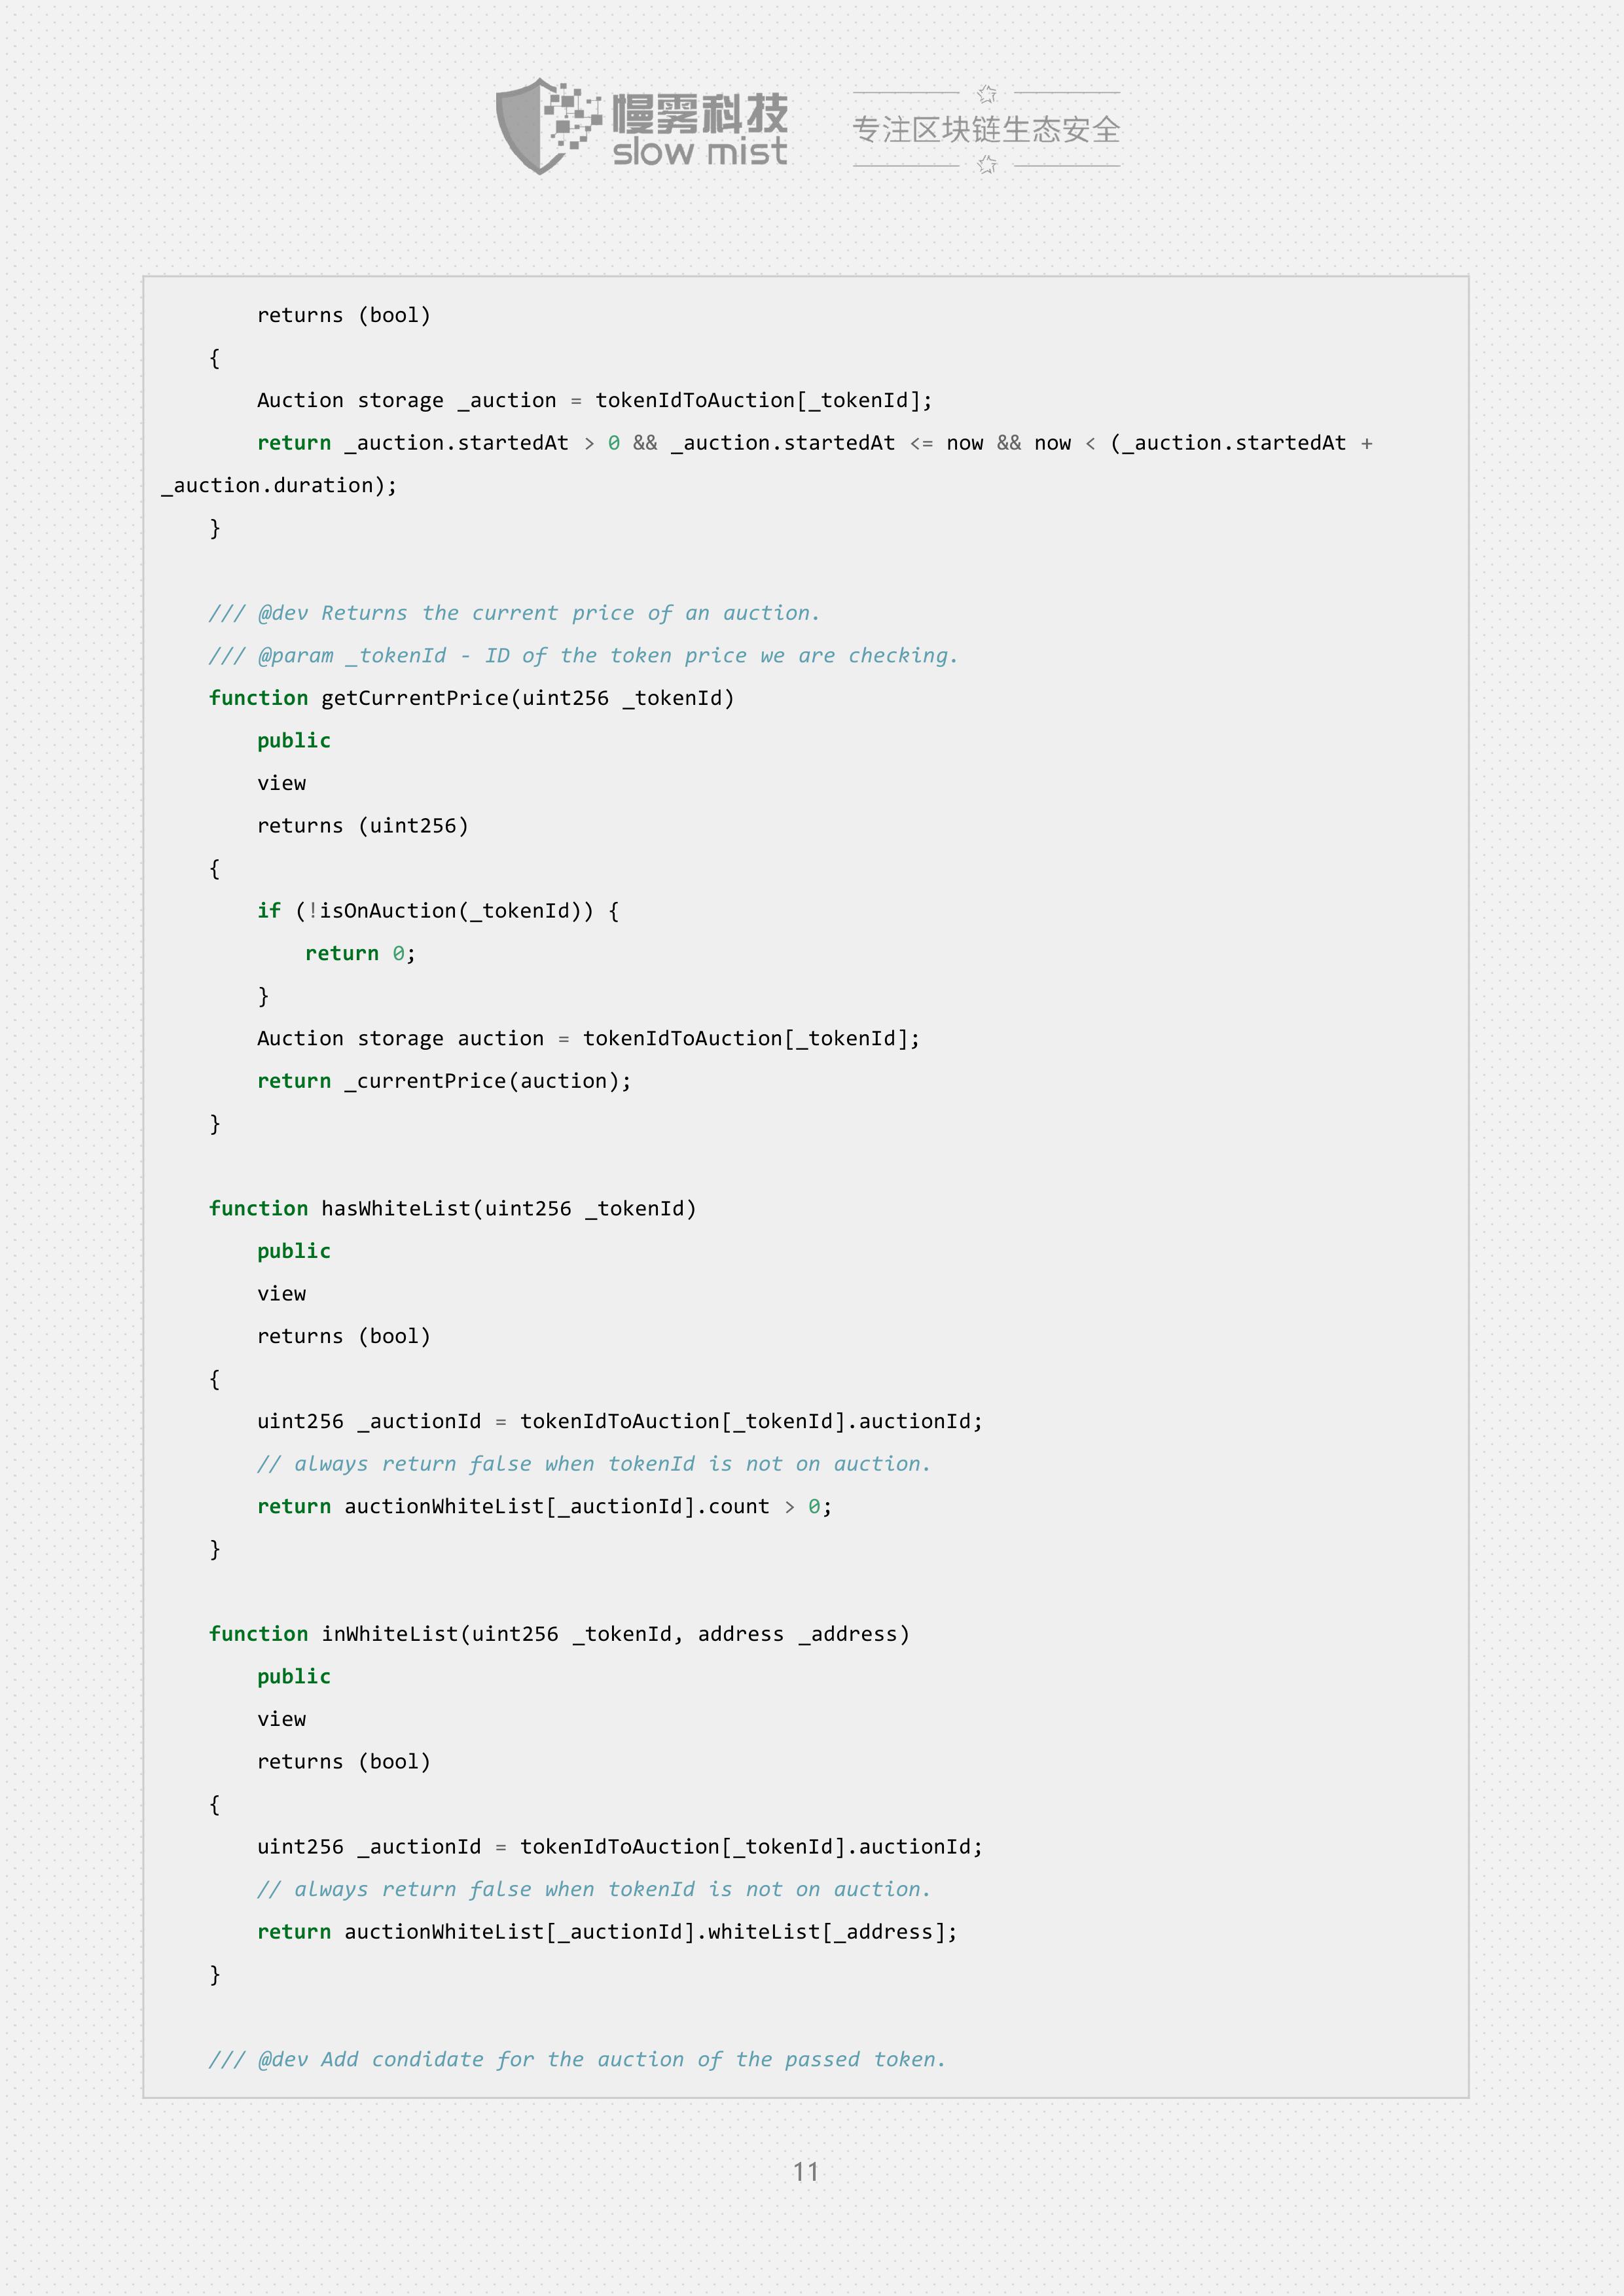 慢雾科技
slow mist
专注区块链生态安全
returns (bool)
{
Auction storage _auction = tokenIdToAuction[_tokenId];
return _auction.startedAt > 0 && _auction.startedAt <= now && now < (_auction.startedAt +
_auction.duration);
}
/// @dev Returns the current price of an auction.
/// @param _tokenId - ID of the token price we are checking.
function getCurrentPrice(uint256 _tokenId)
public
view
returns (uint256)
{
if (!isOnAuction(_tokenId)) {
return 0;
}
Auction storage auction = tokenIdToAuction[_tokenId];
return _currentPrice(auction);
}
function hasWhiteList(uint256 _tokenId)
public
view
returns (bool)
{
uint256 _auctionId = tokenIdToAuction[_tokenId].auctionId;
// always return false when tokenId is not on auction.
return auctionWhiteList[_auctionId].count > 0;
}
function inWhiteList(uint256 _tokenId, address _address)
public
view
returns (bool)
{
uint256 _auctionId = tokenIdToAuction[_tokenId].auctionId;
// always return false when tokenId is not on auction.
return auctionWhiteList[_auctionId].whiteList[_address];
}
/// @dev Add condidate for the auction of the passed token.
11